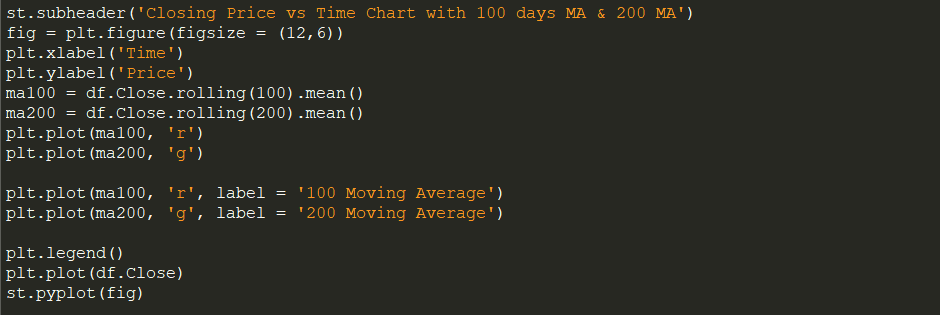 st.subheader('Closing Price vs Time Chart with 100 days MA & 200 MA')
fig = plt.figure(figsize = (12,6))
plt.xlabel('Time')
plt.ylabel('Price')
ma100 = df.Close.rolling(100).mean()
ma200 = df.Close.rolling(200).mean()
plt.plot(ma100, 'r')
plt.plot(ma200, 'g')
plt.plot(ma100, 'r', label = '100 Moving Average')
plt.plot(ma200, 'g', label = '200 Moving Average')
plt.legend()
plt.plot(df.Close)
st.pyplot(fig)